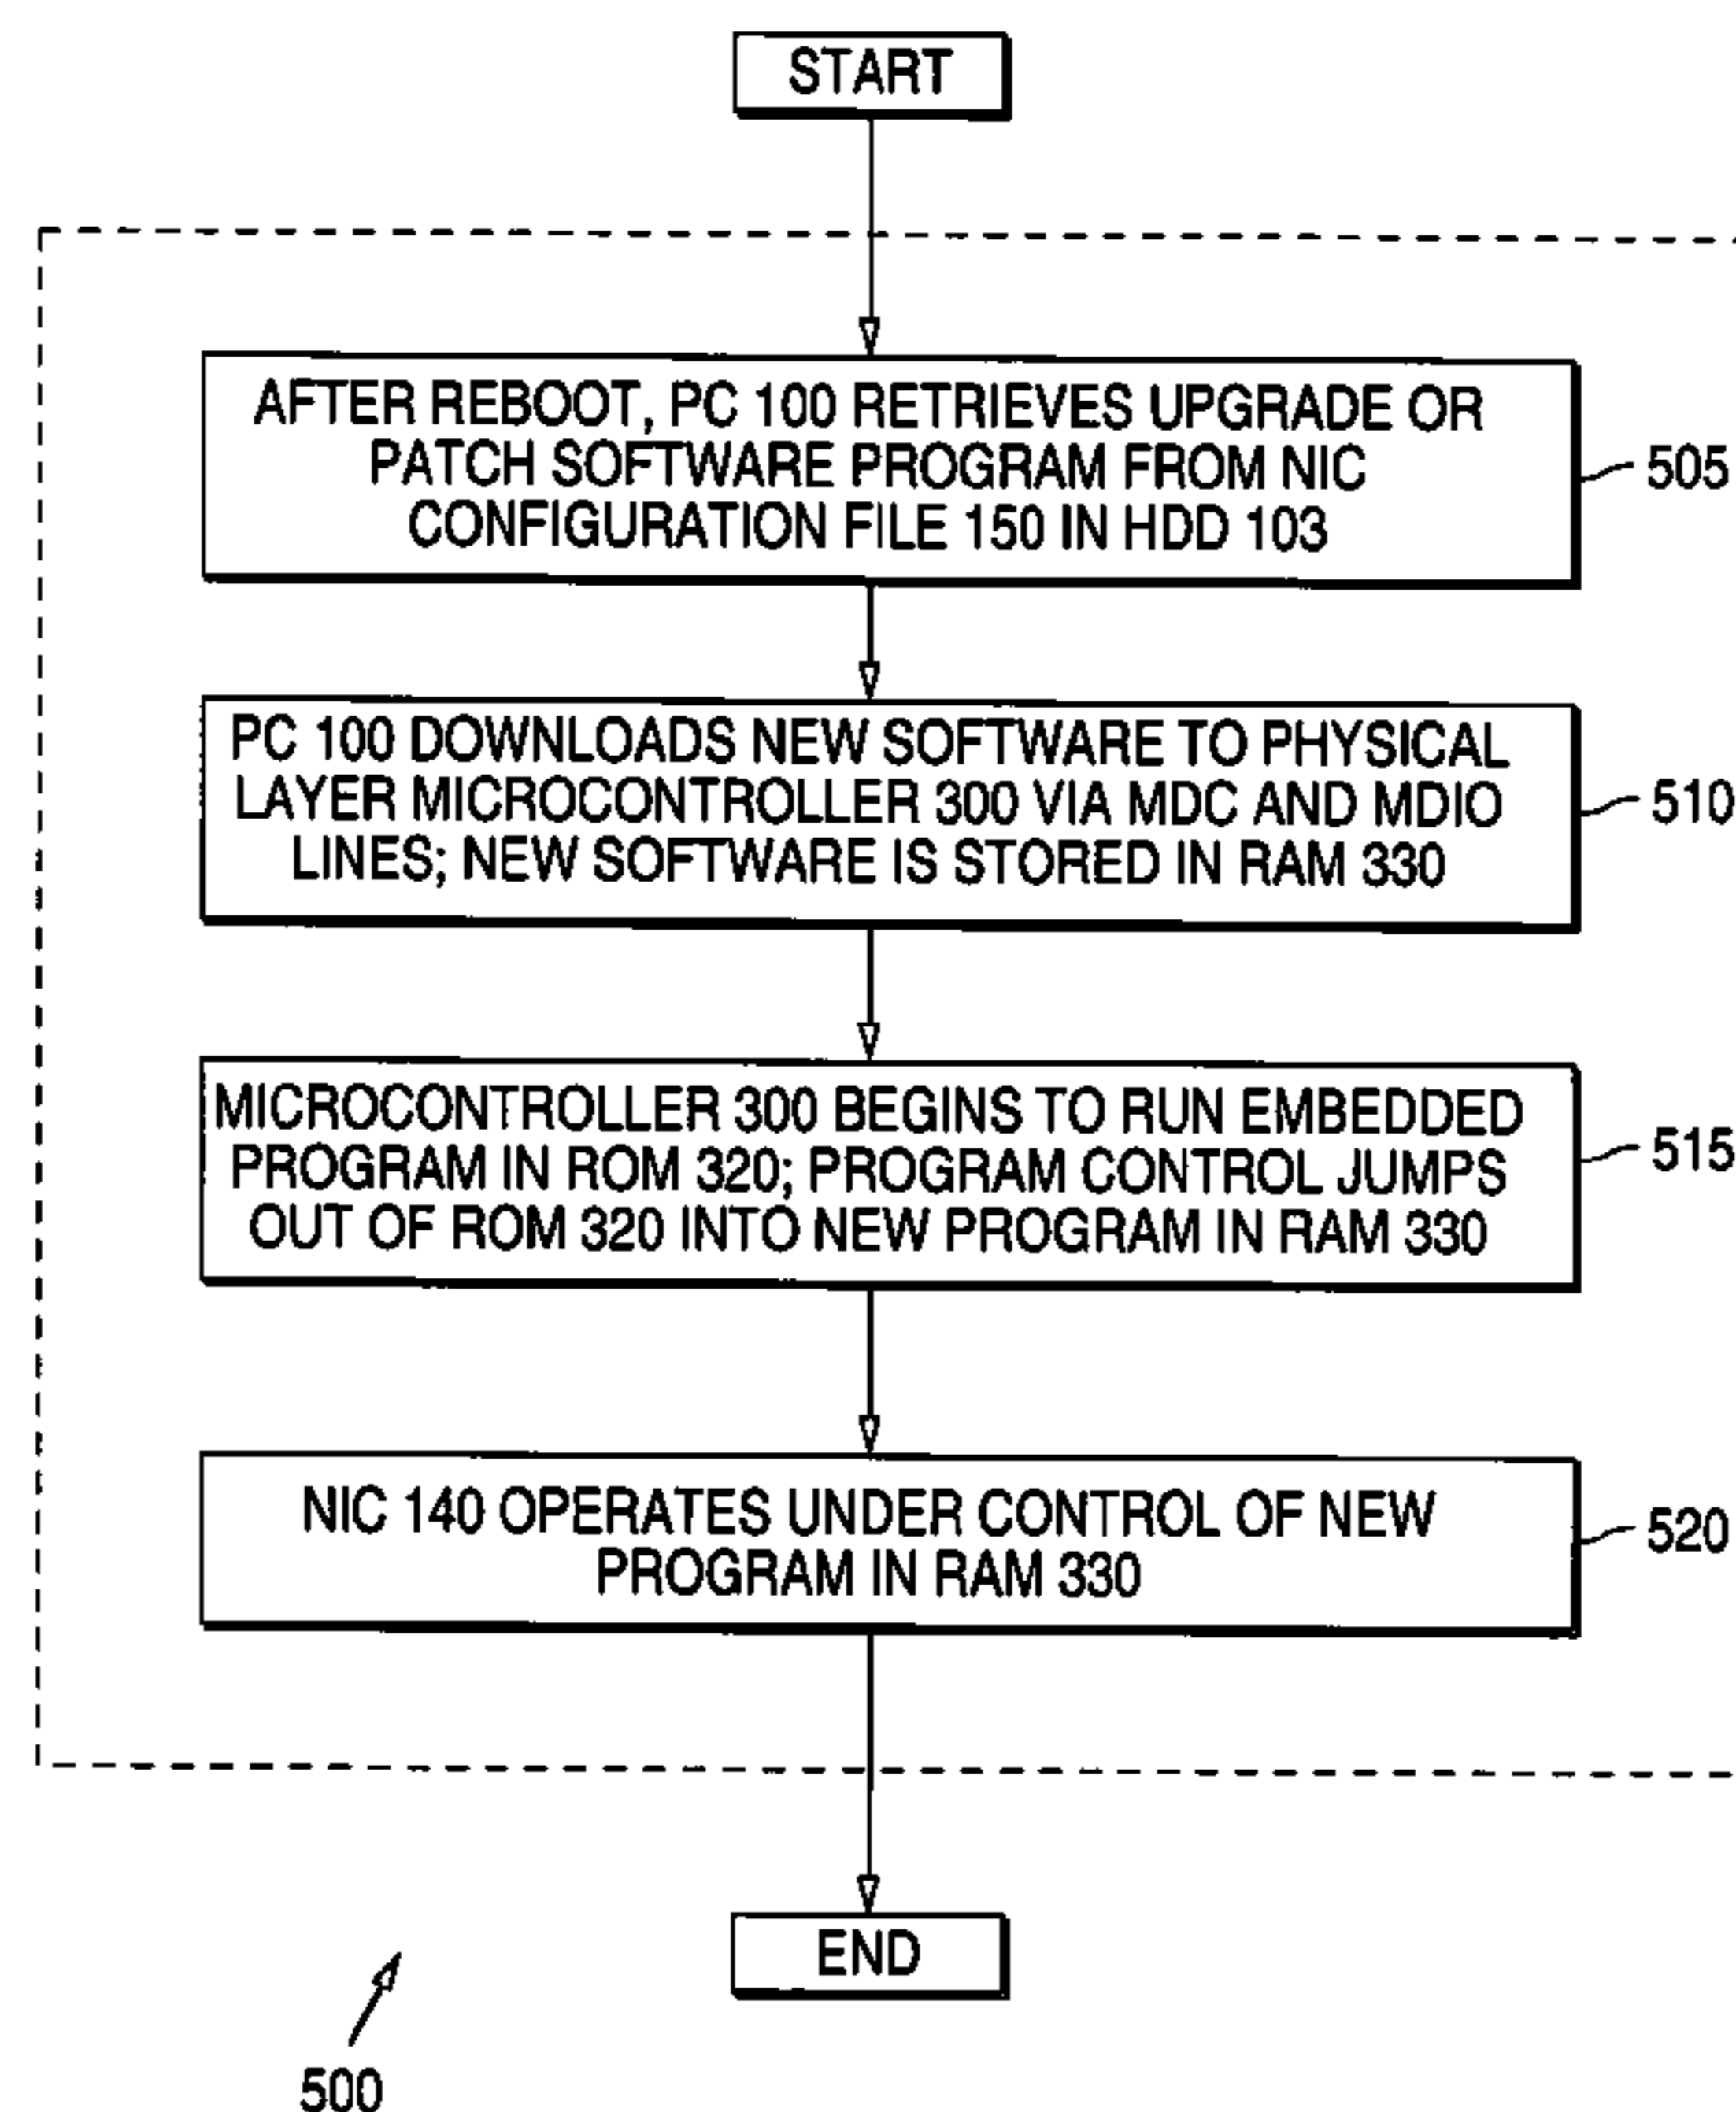 START
AFTER REBOOT, PC 100 RETRIEVES UPGRADE OR
PATCH SOFTWARE PROGRAM FROM NIC
CONFIGURATION FILE 150 IN HDD 103
505
PC 100 DOWNLOADS NEW SOFTWARE TO PHYSICAL
LAYER MICROCONTROLLER 300 VIA MDC AND MDIO
LINES; NEW SOFTWARE IS STORED IN RAM 330
510
MICROCONTROLLER 300 BEGINS TO RUN EMBEDDED
PROGRAM IN ROM 320; PROGRAM CONTROL JUMPS
OUT OF ROM 320 INTO NEW PROGRAM IN RAM 330
515
NIC 140 OPERATES UNDER CONTROL OF NEW
PROGRAM IN RAM 330
520
END
500